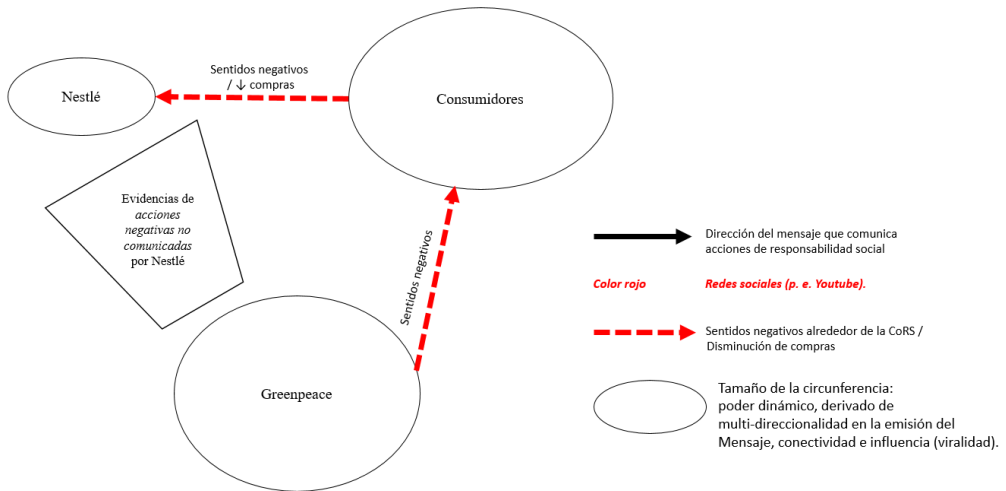 Sentidos negativos
/ ↓ compras
Nestlé
Consumidores
Evidencias de
acciones
negativas no
comunicadas
por Nestlé
Sentidos negativos
Greenpeace
Dirección del mensaje que comunica
acciones de responsabilidad social
Color rojo
Redes sociales (p. e. Youtube).
Sentidos negativos alrededor de la CoRS /
Disminución de compras
Tamaño de la circunferencia:
poder dinámico, derivado de
multi-direccionalidad en la emisión del
Mensaje, conectividad e influencia (viralidad).